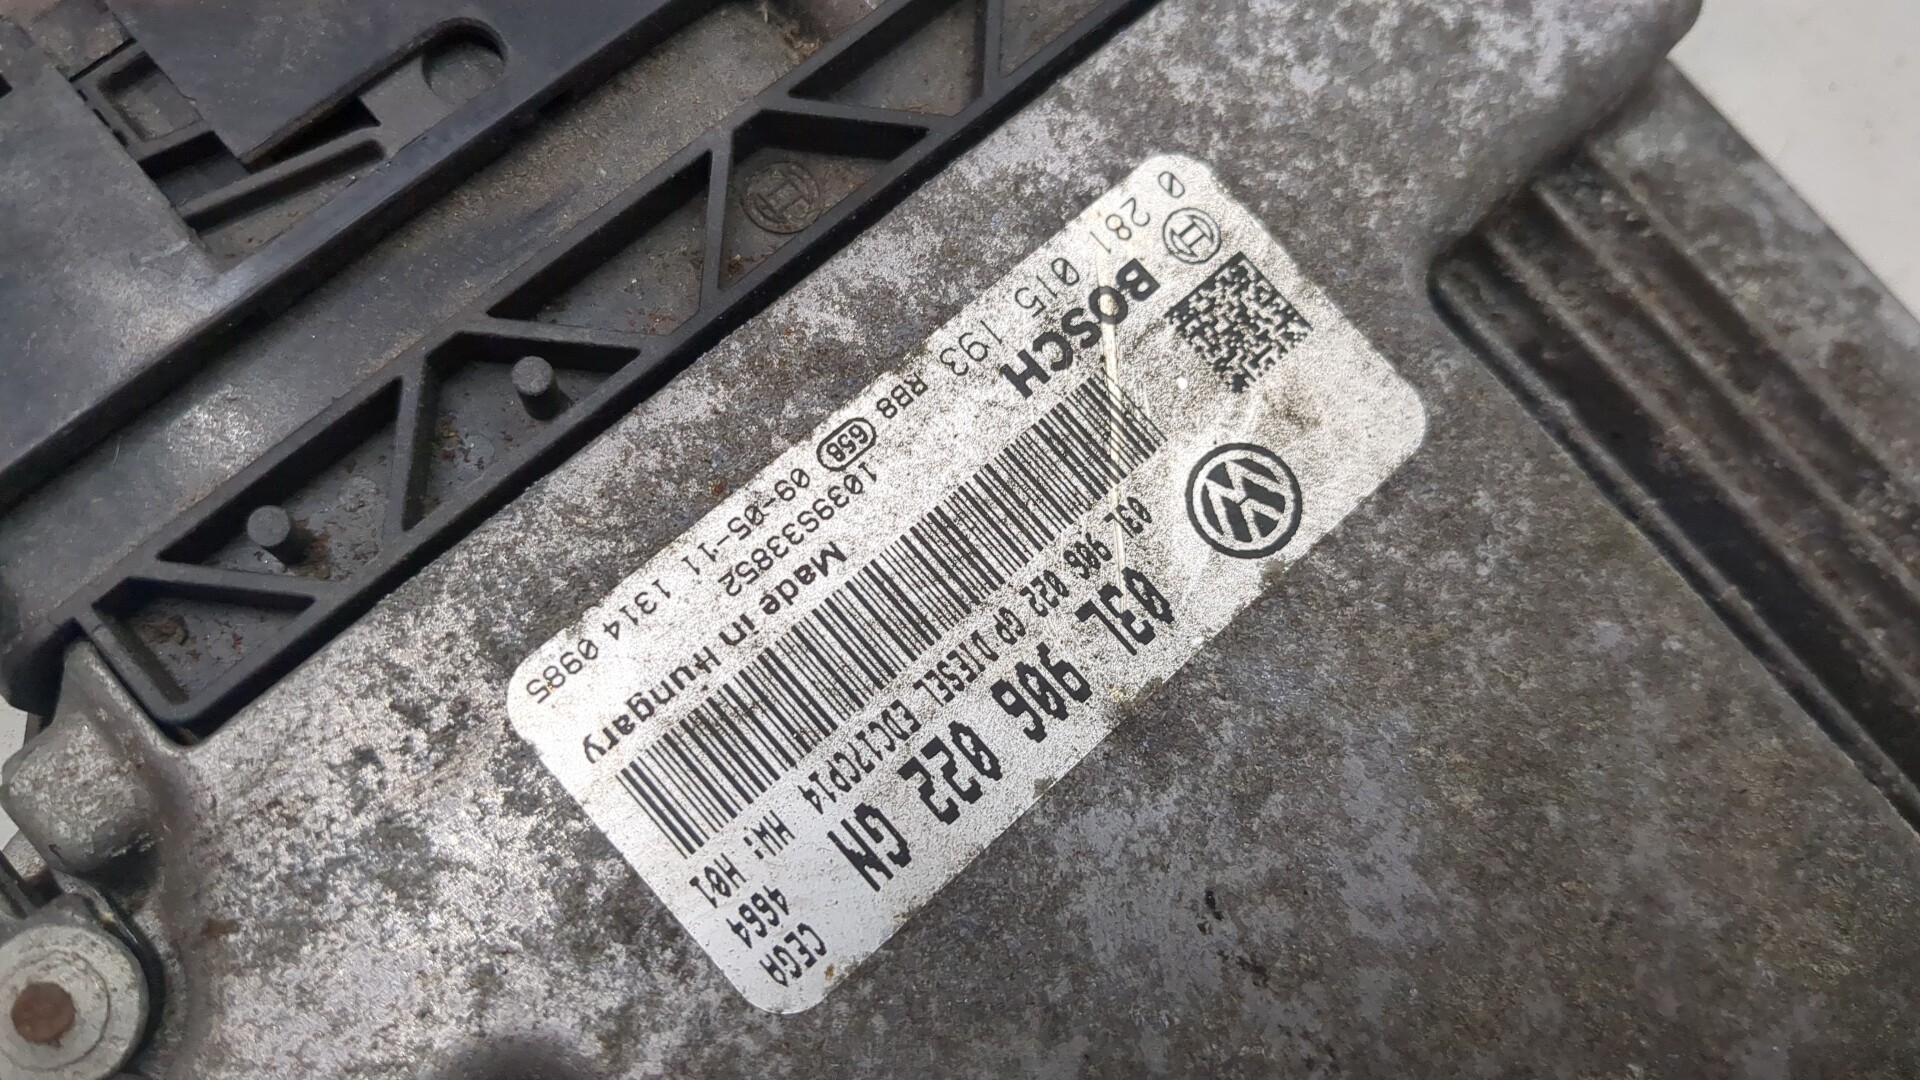 0 281 015 193 RB8 658 09-05-11 1314 0985
BOSCH
1039S33852
Made in Hungary
03L 906 022 GP DIESEL EDC17CP14 HW: H01
03L 906 022 GN 4664
CEGA